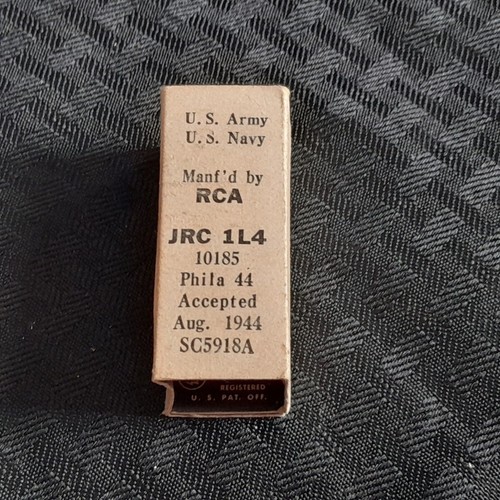 U.S. Army
U.S. Navy
Manf'd by
RCA
JRC 1L4
10185
Phila 44
Accepted
Aug. 1944
SC5918A
REGISTERED
U. S. PAT. OFF.